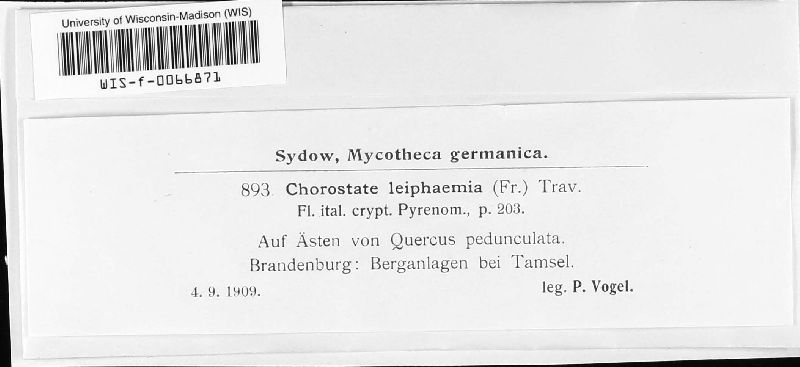 University of Wisconsin-Madison (WIS)
WIS-f-0066871
Sydow, Mycotheca germanica.
893. Chorostate leiphaemia (Fr.) Trav.
Fl. ital. crypt. Pyrenom., p. 203.
Auf Ästen von Quercus pedunculata.
Brandenburg: Berganlagen bei Tamsel.
4. 9. 1909.
leg. P. Vogel.